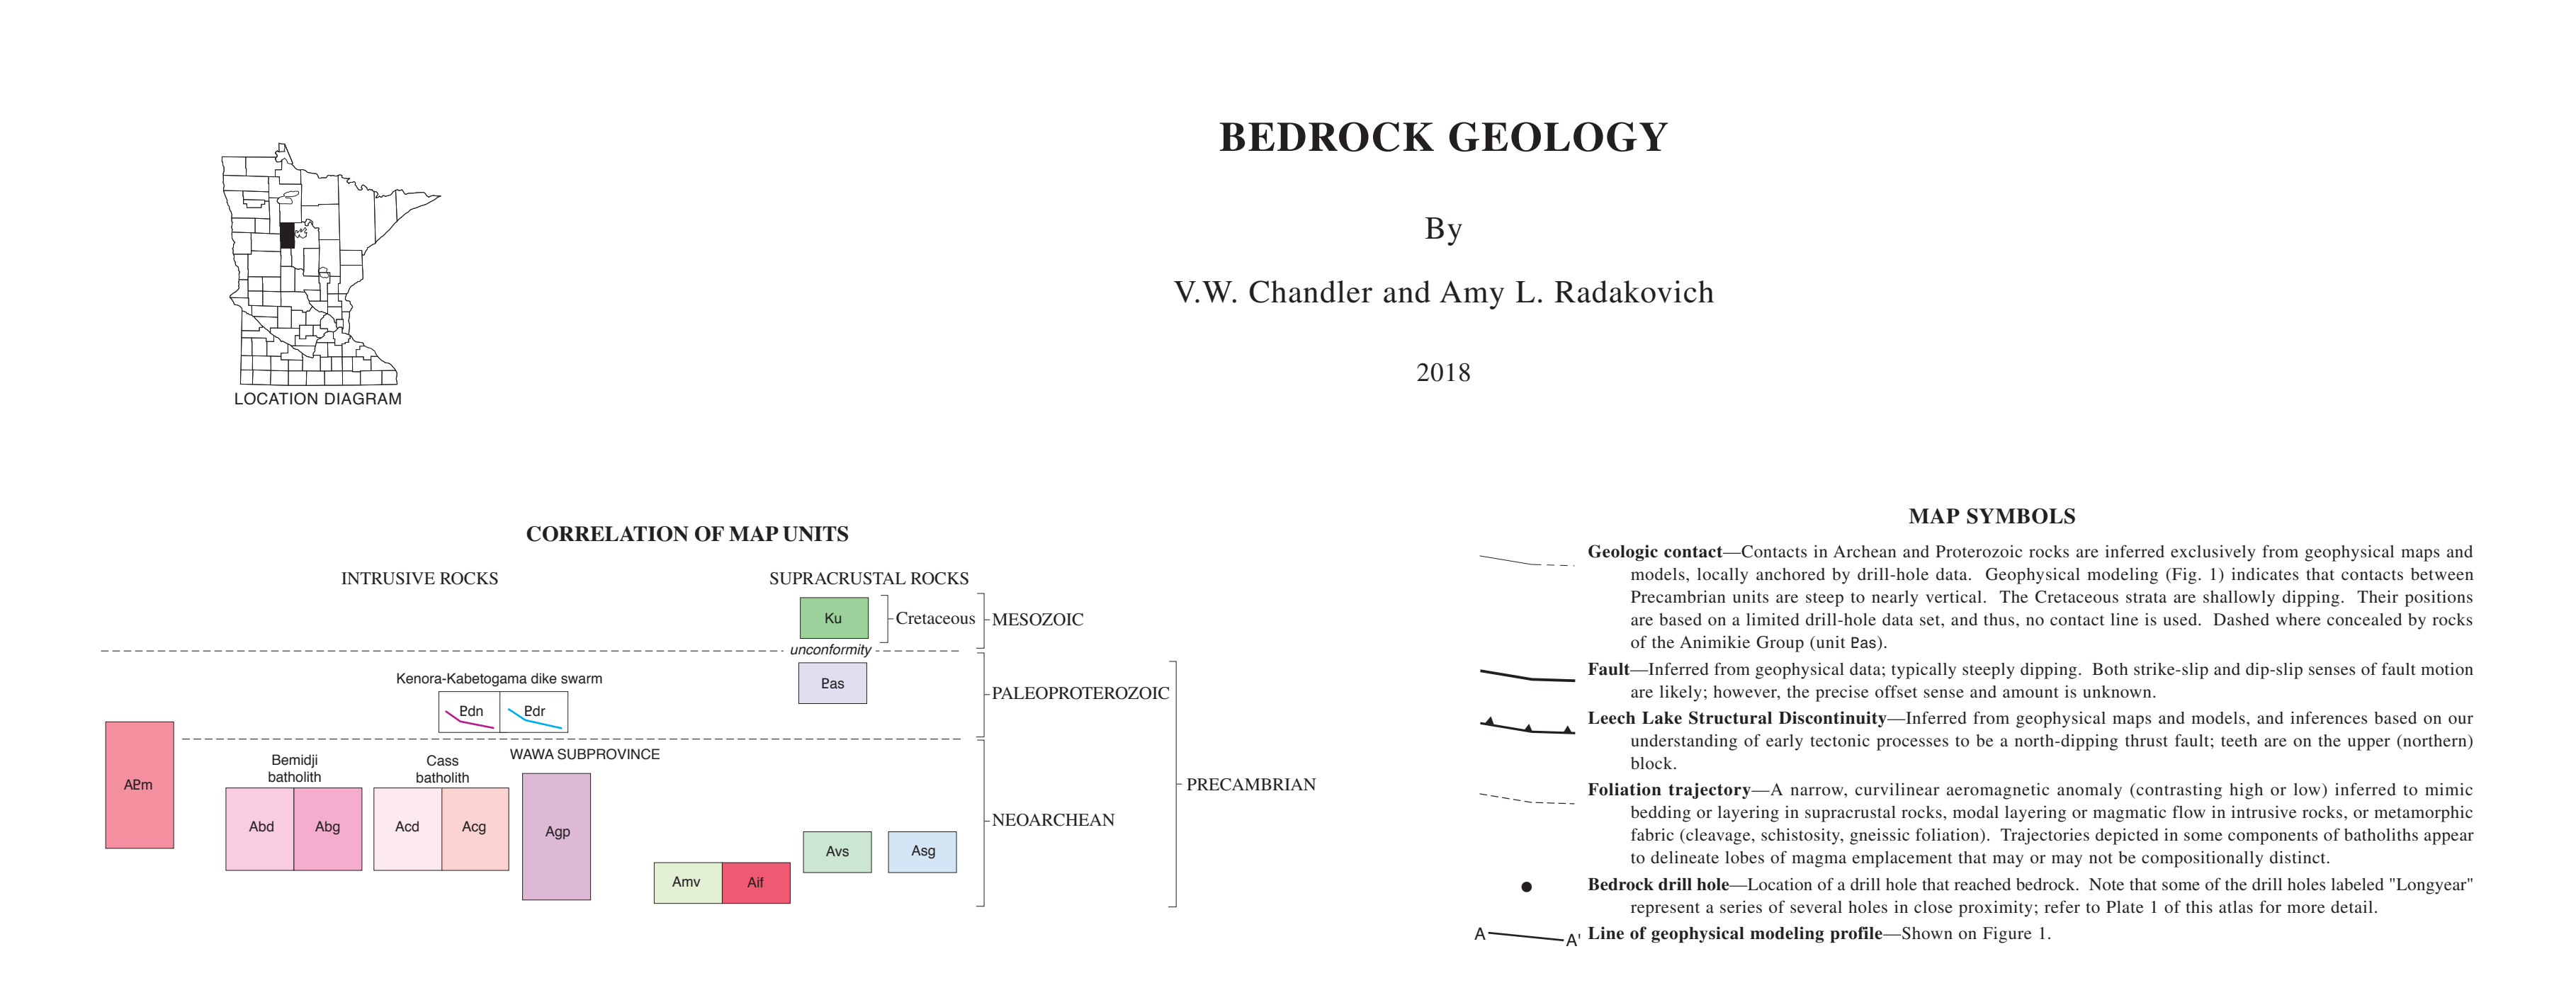 BEDROCK GEOLOGY
By
V.W. Chandler and Amy L. Radakovich
2018
LOCATION DIAGRAM
CORRELATION OF MAP UNITS
INTRUSIVE ROCKS
SUPRACRUSTAL ROCKS
Ku
Cretaceous
MESOZOIC
unconformity
Kenora-Kabetogama dike swarm
Ꝑdn
Ꝑdr
Ꝑas
PALEOPROTEROZOIC
PRECAMBRIAN
WAWA SUBPROVINCE
AꝐm
Bemidji
batholith
Abd
Abg
Cass
batholith
Acd
Acg
Agp
Amv
Aif
Avs
Asg
NEOARCHEAN
MAP SYMBOLS
Geologic contact—Contacts in Archean and Proterozoic rocks are inferred exclusively from geophysical maps and
models, locally anchored by drill-hole data. Geophysical modeling (Fig. 1) indicates that contacts between
Precambrian units are steep to nearly vertical. The Cretaceous strata are shallowly dipping. Their positions
are based on a limited drill-hole data set, and thus, no contact line is used. Dashed where concealed by rocks
of the Animikie Group (unit Ꝑas).
Fault—Inferred from geophysical data; typically steeply dipping. Both strike-slip and dip-slip senses of fault motion
are likely; however, the precise offset sense and amount is unknown.
Leech Lake Structural Discontinuity—Inferred from geophysical maps and models, and inferences based on our
understanding of early tectonic processes to be a north-dipping thrust fault; teeth are on the upper (northern)
block.
Foliation trajectory—A narrow, curvilinear aeromagnetic anomaly (contrasting high or low) inferred to mimic
bedding or layering in supracrustal rocks, modal layering or magmatic flow in intrusive rocks, or metamorphic
fabric (cleavage, schistosity, gneissic foliation). Trajectories depicted in some components of batholiths appear
to delineate lobes of magma emplacement that may or may not be compositionally distinct.
Bedrock drill hole—Location of a drill hole that reached bedrock. Note that some of the drill holes labeled "Longyear"
represent a series of several holes in close proximity; refer to Plate 1 of this atlas for more detail.
A A' Line of geophysical modeling profile—Shown on Figure 1.